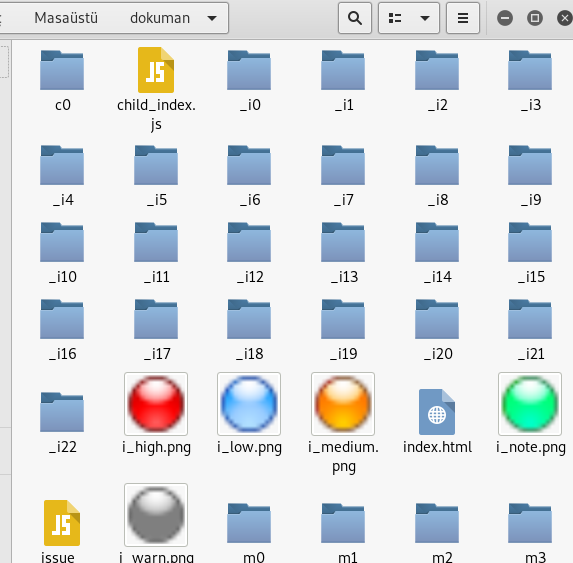 Masaüstü dokuman
c0 child_index.js _i0 _i1 _i2 _i3
_i4 _i5 _i6 _i7 _i8 _i9
_i10 _i11 _i12 _i13 _i14 _i15
_i16 _i17 _i18 _i19 _i20 _i21
_i22 i_high.png i_low.png i_medium.png index.html i_note.png
JS issue i_warn.png m0 m1 m2 m3